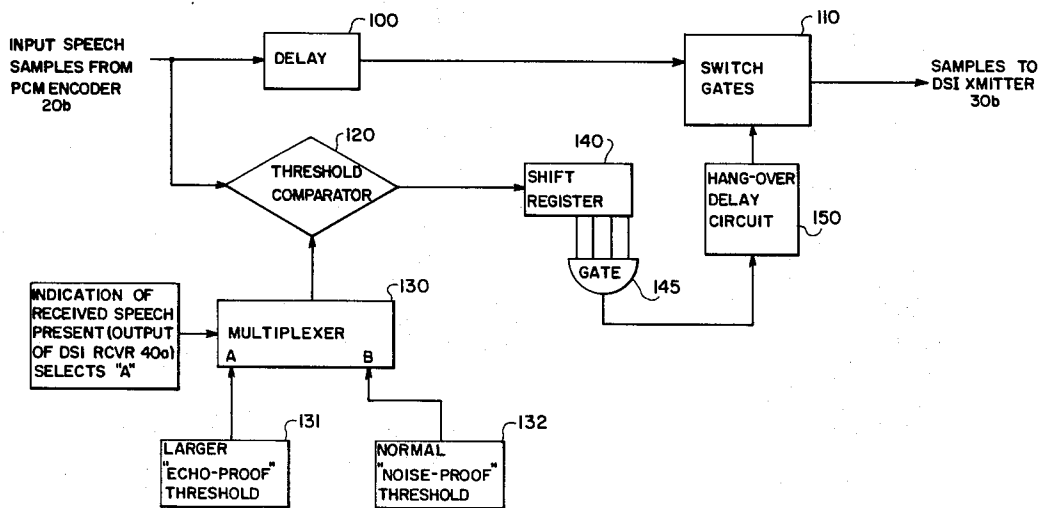 100
110
INPUT SPEECH
SAMPLES FROM
PCM ENCODER
20b
DELAY
SWITCH
GATES
SAMPLES TO
DSI XMITTER
30b
120
THRESHOLD
COMPARATOR
140
SHIFT
REGISTER
HANG-OVER
DELAY
CIRCUIT
150
GATE
145
INDICATION OF
RECEIVED SPEECH
PRESENT (OUTPUT
OF DSI RCVR 40a)
SELECTS "A"
130
MULTIPLEXER
A
B
131
LARGER
"ECHO-PROOF"
THRESHOLD
132
NORMAL
"NOISE-PROOF"
THRESHOLD